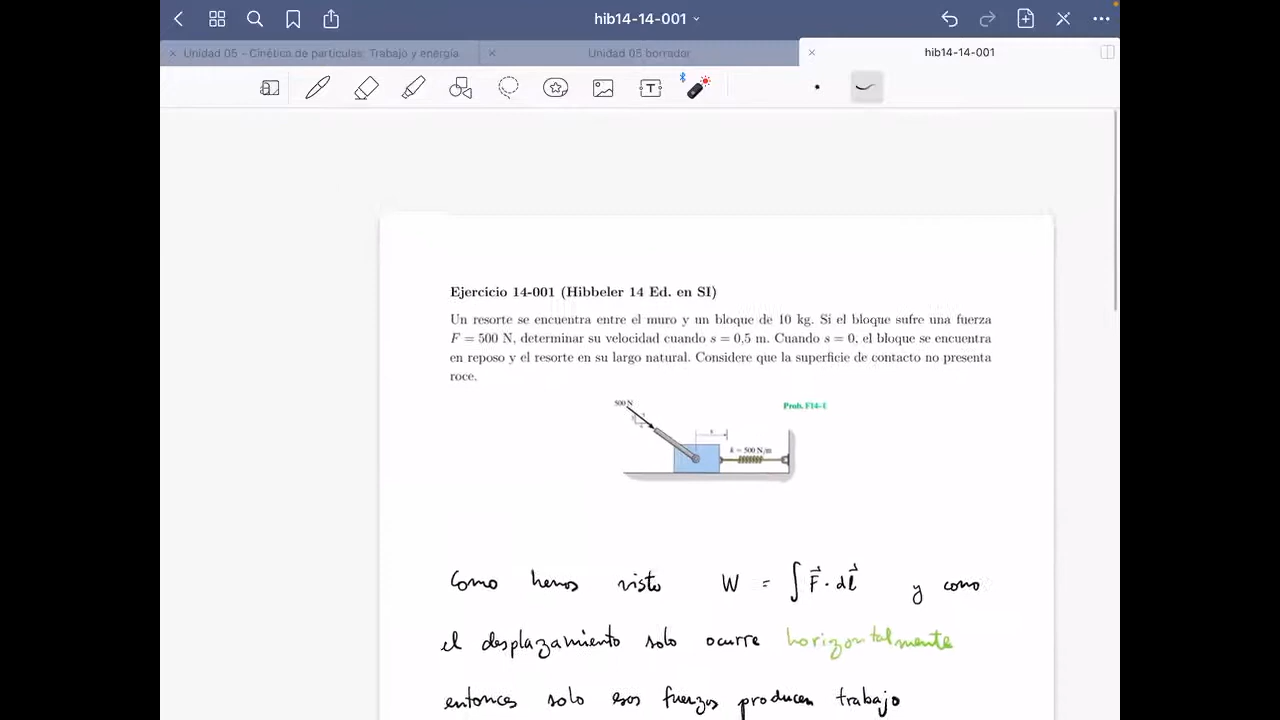 hib14-14-001
Unidad 05 - Cinética de partículas: Trabajo y energía
Unidad 05 borrador
hib14-14-001
Ejercicio 14-001 (Hibbeler 14 Ed. en SI)
Un resorte se encuentra entre el muro y un bloque de 10 kg. Si el bloque sufre una fuerza
F = 500 N, determinar su velocidad cuando s = 0,5 m. Cuando s = 0, el bloque se encuentra
en reposo y el resorte en su largo natural. Considere que la superficie de contacto no presenta
roce.
500 N
Prob. F14-1
k = 500 N/m
Como hemos visto W = ∫ F⃗ · dl⃗ y como
el desplazamiento solo ocurre horizontalmente
entonces solo esas fuerzas producen trabajo